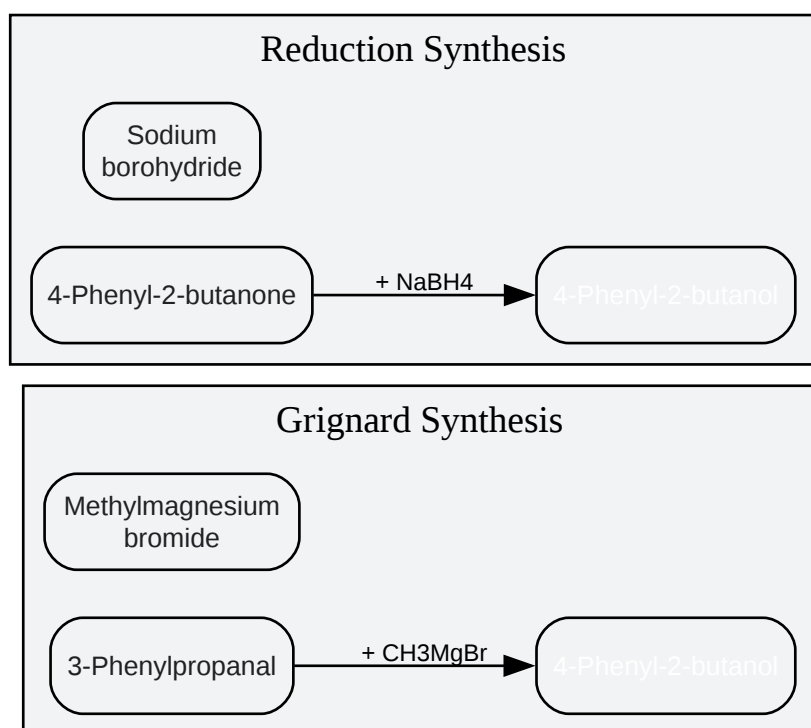 Reduction Synthesis
Sodium
borohydride
4-Phenyl-2-butanone
+ NaBH4
4-Phenyl-2-butanol
Grignard Synthesis
Methylmagnesium
bromide
3-Phenylpropanal
+ CH3MgBr
4-Phenyl-2-butanol